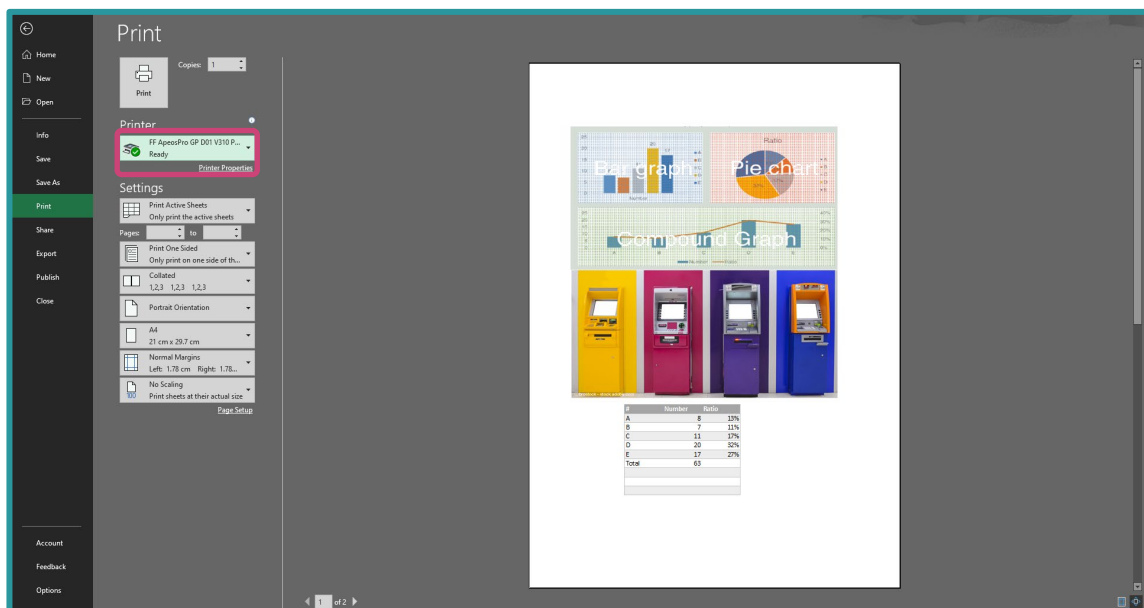 Print
Home
New
Open
Info
Save
Save As
Print
Share
Export
Publish
Close
Account
Feedback
Options
Copies: 1
Print
Printer
FF ApeosPro GP D01 V310 P...
Ready
Printer Properties
Settings
Print Active Sheets
Only print the active sheets
Pages: to
Print One Sided
Only print on one side of th...
Collated
1,2,3 1,2,3 1,2,3
Portrait Orientation
A4
21 cm x 29.7 cm
Normal Margins
Left: 1.78 cm Right: 1.78...
No Scaling
100
Print sheets at their actual size
Page Setup
Bar graph
Ratio
Pie chart
Compound Graph
# Number Ratio
A 8 13%
B 7 11%
C 11 17%
D 20 32%
E 17 27%
Total 63
1 of 2